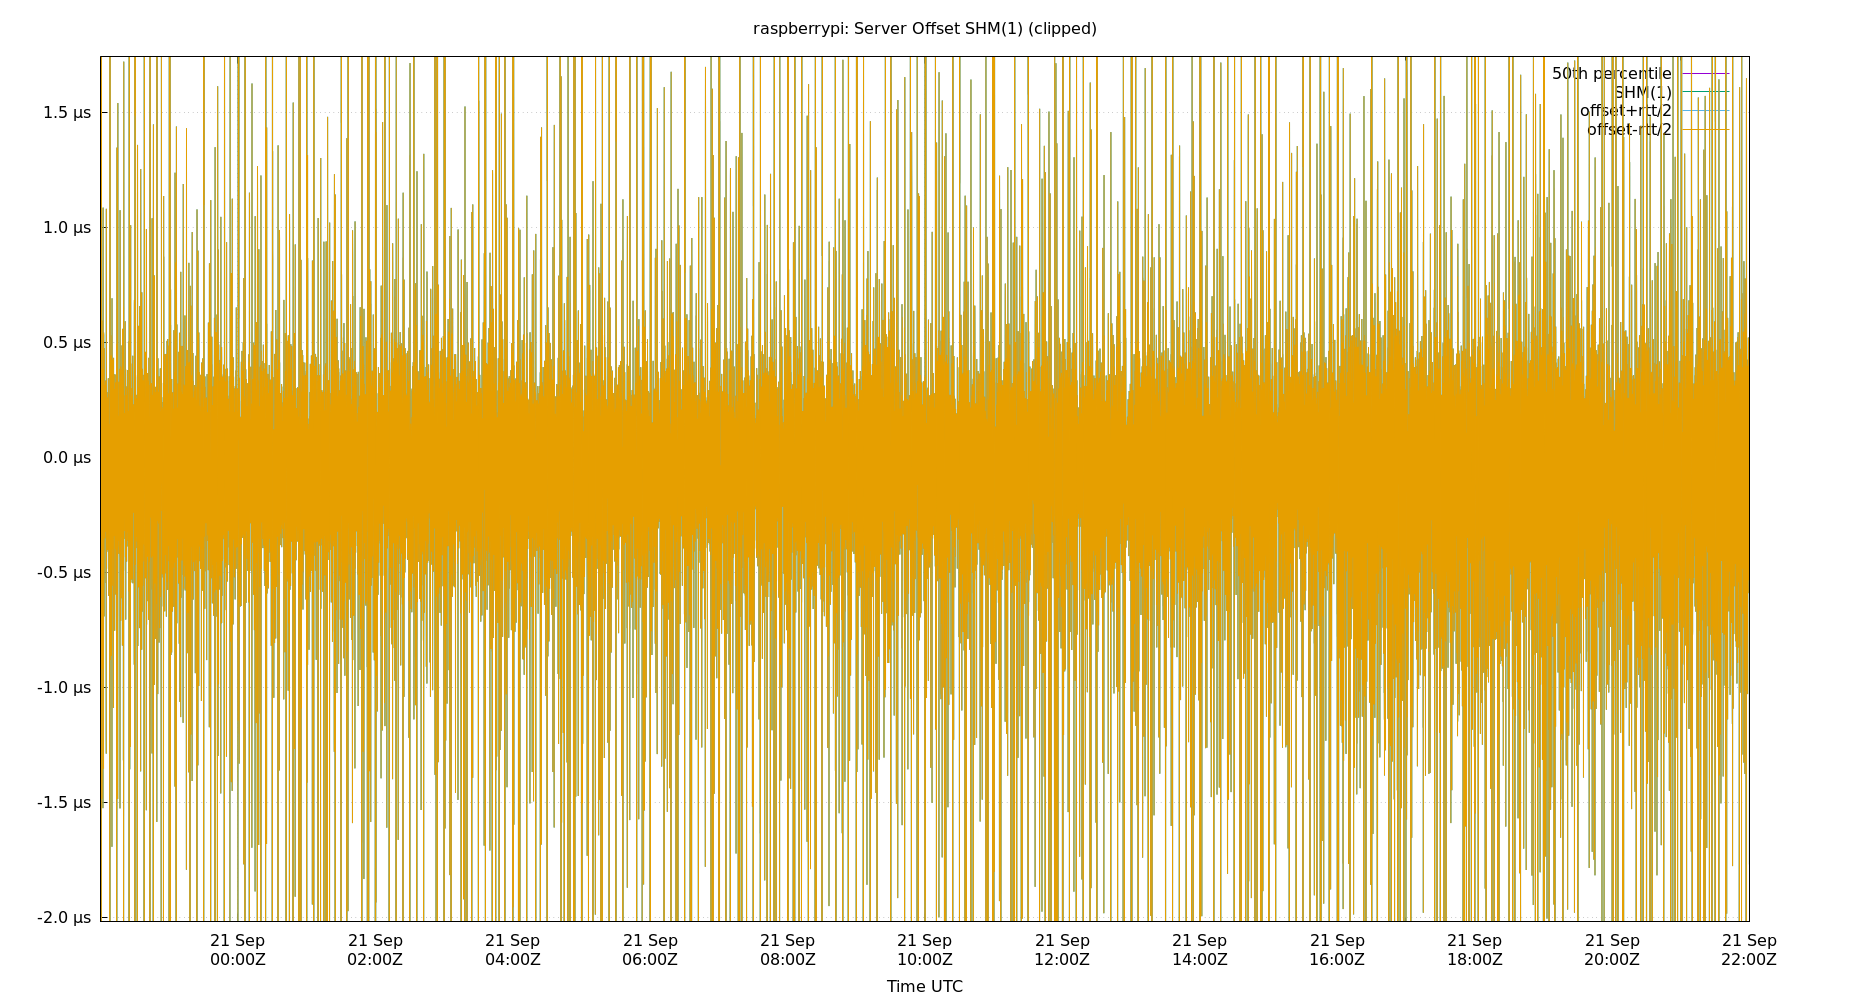 raspberrypi: Server Offset SHM(1) (clipped)
50th percentile
SHM(1)
offset+rtt/2
offset-rtt/2
1.5 µs
1.0 µs
0.5 µs
0.0 µs
-0.5 µs
-1.0 µs
-1.5 µs
-2.0 µs
21 Sep 21 Sep 21 Sep 21 Sep 21 Sep 21 Sep 21 Sep 21 Sep 21 Sep 21 Sep 21 Sep 21 Sep
00:00Z 02:00Z 04:00Z 06:00Z 08:00Z 10:00Z 12:00Z 14:00Z 16:00Z 18:00Z 20:00Z 22:00Z
Time UTC